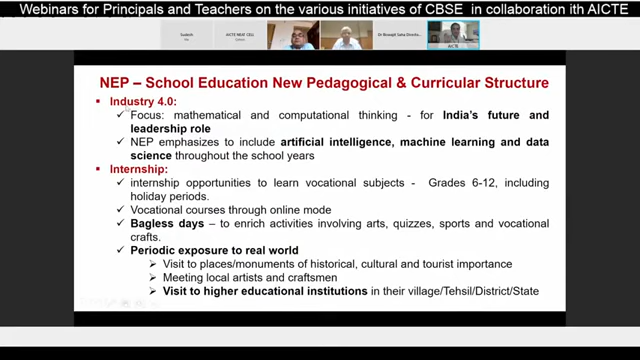 Webinars for Principals and Teachers on the various initiatives of CBSE in collaboration ith AICTE
Sudesh
AICTE NEAT CELL
Dr Biswajit Saha Directo...
AICTE
NEP – School Education New Pedagogical & Curricular Structure
▪ Industry 4.0:
✓ Focus: mathematical and computational thinking - for India's future and
leadership role
✓ NEP emphasizes to include artificial intelligence, machine learning and data
science throughout the school years
▪ Internship:
✓ internship opportunities to learn vocational subjects - Grades 6-12, including
holiday periods.
✓ Vocational courses through online mode
✓ Bagless days – to enrich activities involving arts, quizzes, sports and vocational
crafts.
✓ Periodic exposure to real world
➢ Visit to places/monuments of historical, cultural and tourist importance
➢ Meeting local artists and craftsmen
➢ Visit to higher educational institutions in their village/Tehsil/District/State